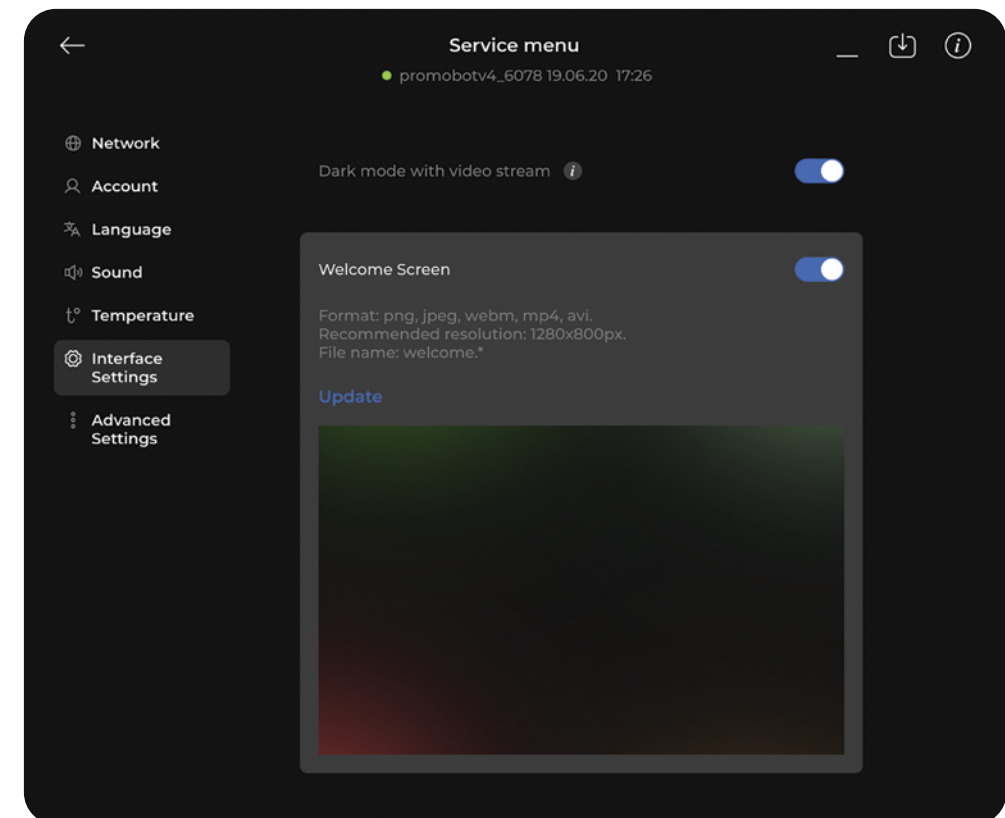 Service menu
promobotv4_6078 19.06.20 17:26
Network
Account
Language
Sound
Temperature
Interface
Settings
Advanced
Settings
Dark mode with video stream
Welcome Screen
Format: png, jpeg, webm, mp4, avi.
Recommended resolution: 1280x800px.
File name: welcome.*
Update